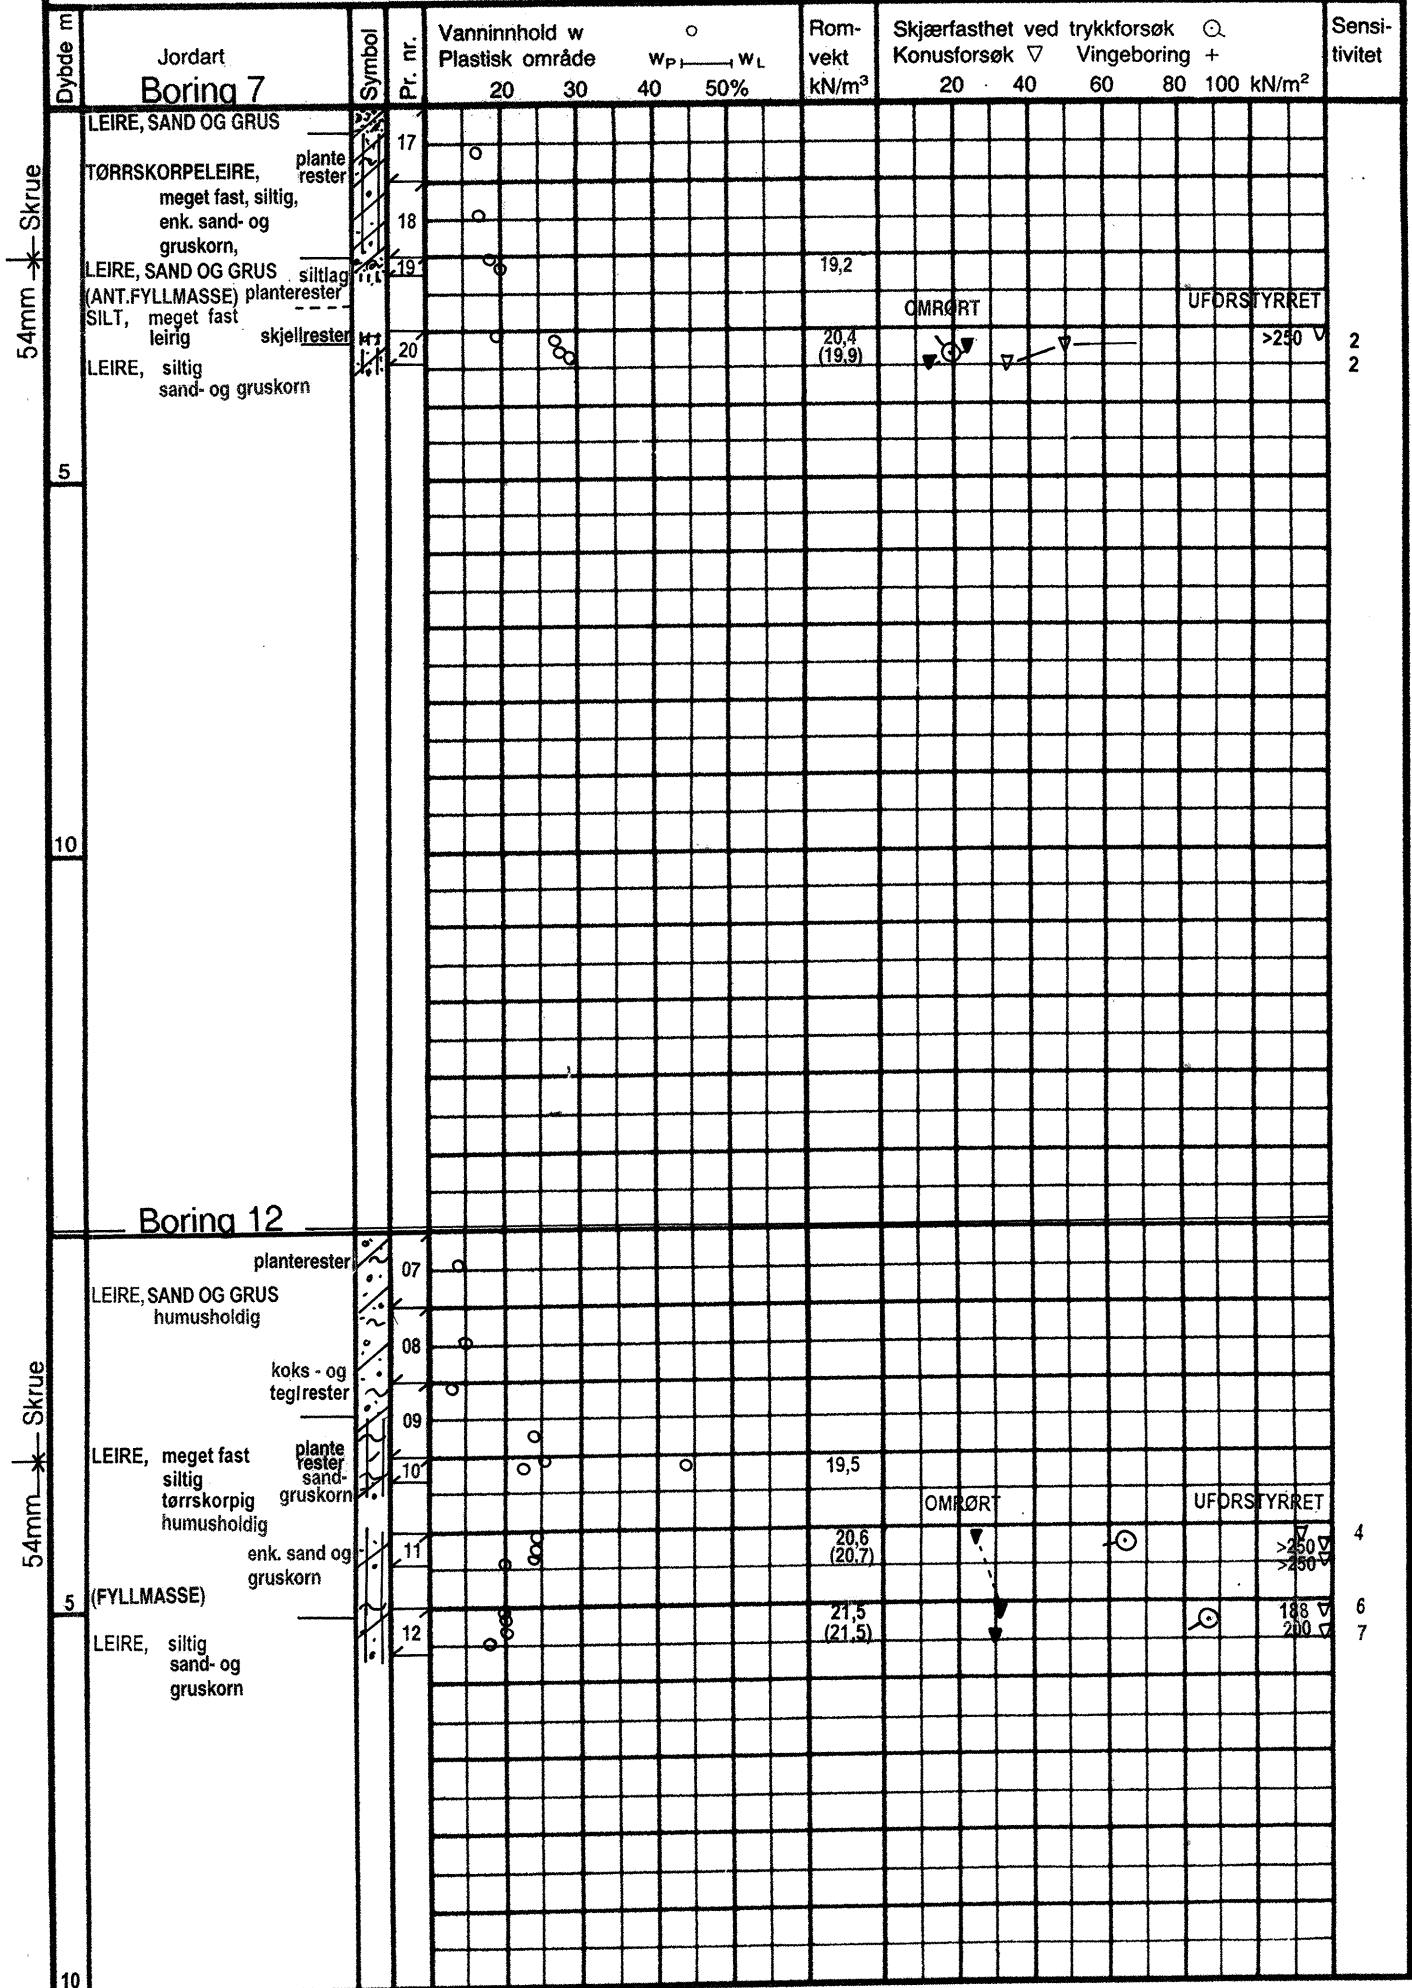 Dybde m
Jordart
Boring 7
Symbol
Pr. nr.
Vanninnhold w
Plastisk område wP wL
20 30 40 50%
Rom-
vekt
kN/m³
Skjærfasthet ved trykkforsøk
Konusforsøk ▽ Vingeboring +
20 40 60 80 100 kN/m²
Sensi-
tivitet
LEIRE, SAND OG GRUS
17
plante
rester
TØRRSKORPELEIRE,
meget fast, siltig,
enk. sand- og
gruskorn,
18
Skrue
54mm
LEIRE, SAND OG GRUS siltlag
19
19,2
(ANT.FYLLMASSE) planterester
OMRØRT
UFORSTYRRET
SILT, meget fast
leirig skjellrester
20
20,4
(19,9)
>250
2
2
LEIRE, siltig
sand- og gruskorn
5
10
Boring 12
planterester
07
LEIRE, SAND OG GRUS
humusholdig
08
koks - og
teglrester
09
Skrue
54mm
LEIRE, meget fast plante
rester
siltig sand-
tørrskorpig gruskorn
humusholdig
10
19,5
OMRØRT
UFORSTYRRET
enk. sand og
gruskorn
11
20,6
(20,7)
>250
>250
4
(FYLLMASSE)
5
12
21,5
(21,5)
188
200
6
7
LEIRE, siltig
sand- og
gruskorn
10